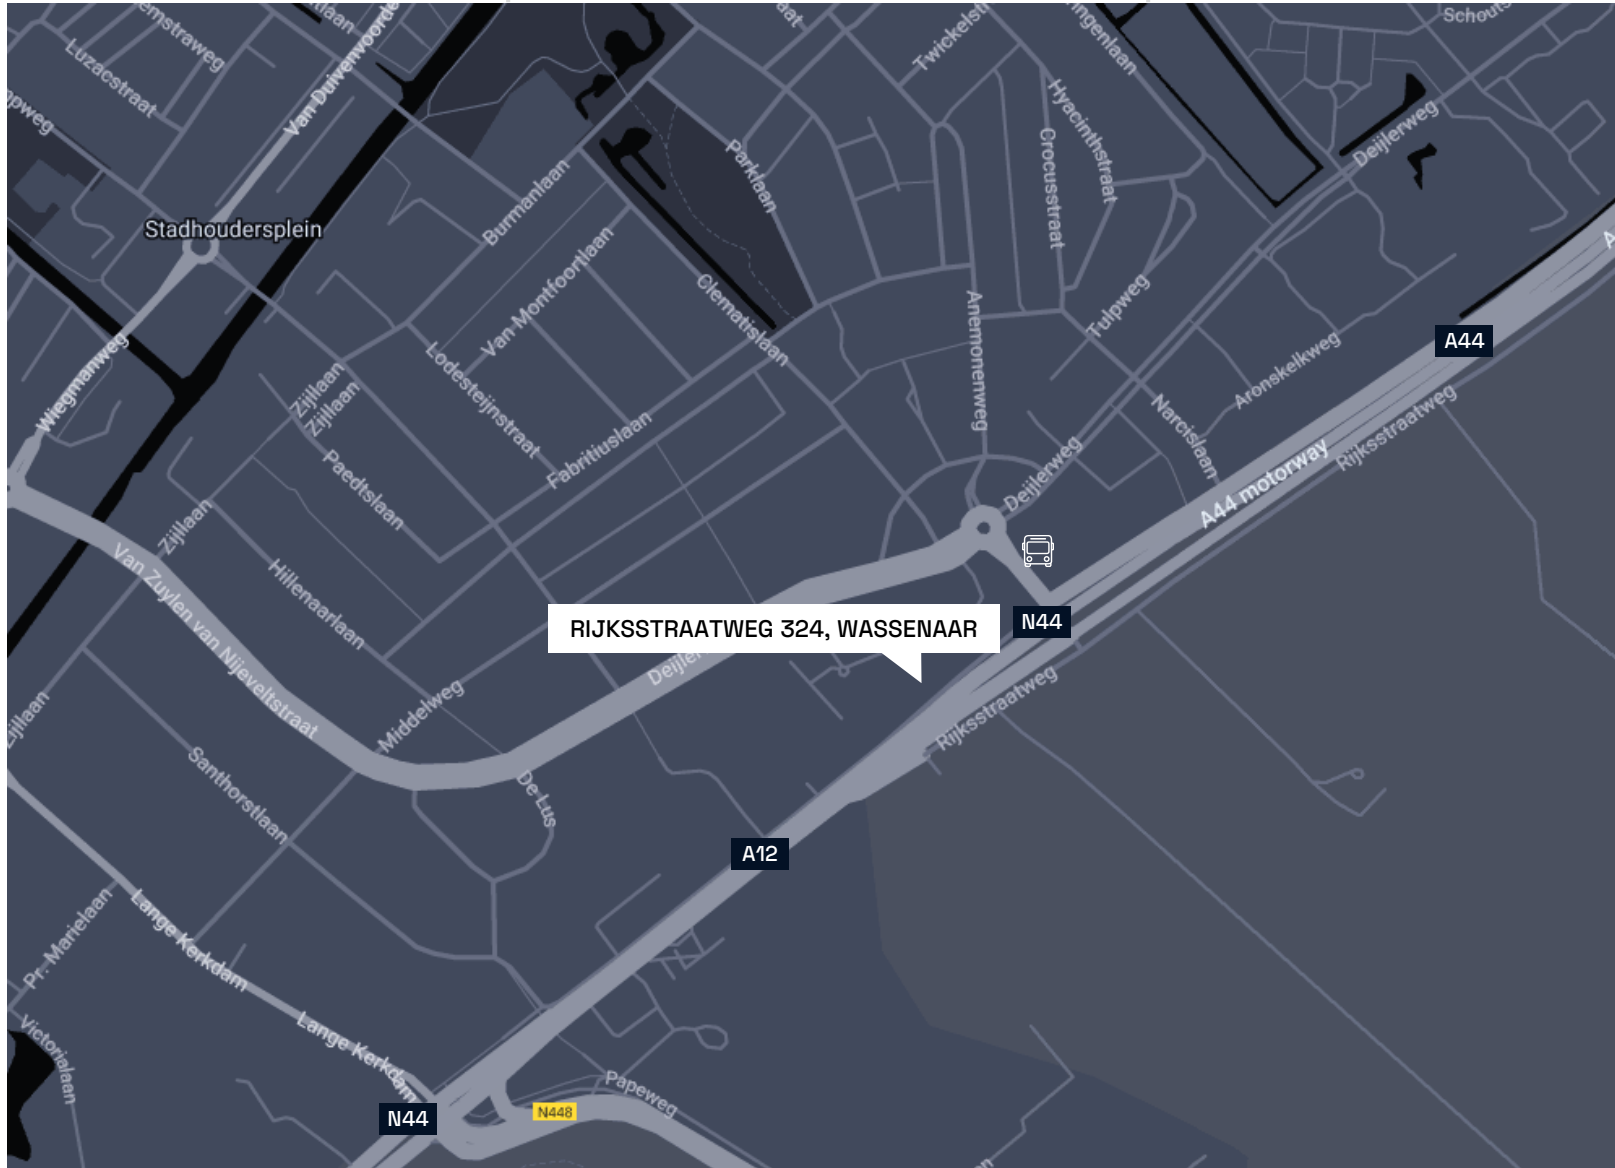 Schouts
Twickelstr
Luzacstraat
Van Duivenvoorde
Hyacinthstraat
Deijlerweg
Parklaan
Crocusstraat
Burmanlaan
Stadhoudersplein
Van Montfoortlaan
Clematislaan
Anemonenweg
Tulpweg
A44
Wiegmanweg
Lodesteijnstraat
Zijllaan
Zijllaan
Aronskelkweg
Narcislaan
Rijksstraatweg
Fabritiuslaan
Paedtslaan
Deijlerweg
A44 motorway
Zijllaan
Van Zuylen van Nijeveltstraat
Hillenaarlaan
N44
RIJKSSTRAATWEG 324, WASSENAAR
Deijler
Rijksstraatweg
Middelweg
Zijllaan
Santhorstlaan
De Lus
A12
Pr. Marielaan
Lange Kerkdam
Lange Kerkdam
Victorialaan
Papeweg
N44
N448